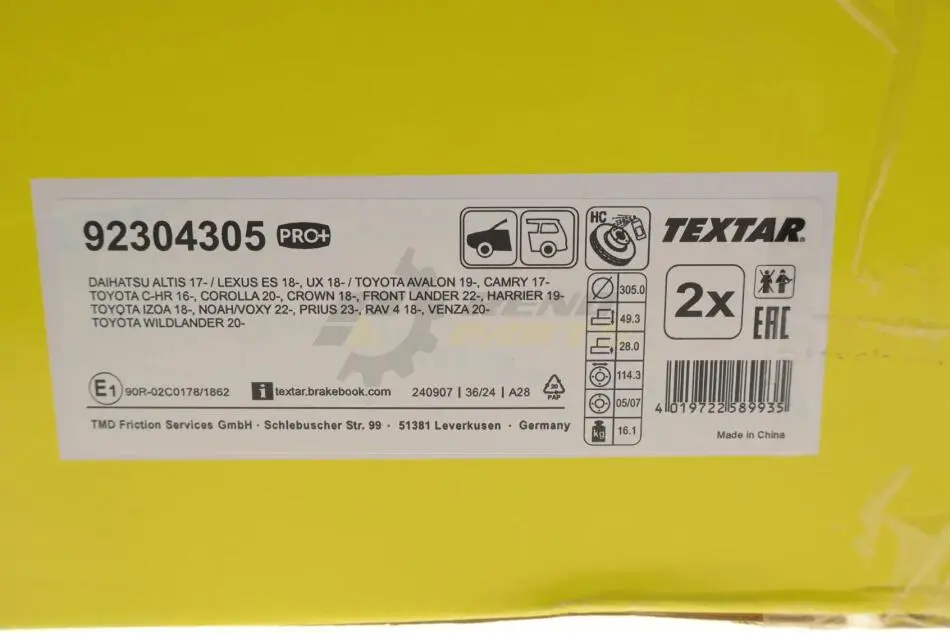 92304305 PRO+
HC
TEXTAR®
DAIHATSU ALTIS 17- / LEXUS ES 18-, UX 18- / TOYOTA AVALON 19-, CAMRY 17-
TOYOTA C-HR 16-, COROLLA 20-, CROWN 18-, FRONT LANDER 22-, HARRIER 19-
TOYOTA IZOA 18-, NOAH/VOXY 22-, PRIUS 23-, RAV 4 18-, VENZA 20-
TOYOTA WILDLANDER 20-
305.0
49.3
28.0
114.3
05/07
kg 16.1
2x
EAC
E1 90R-02C0178/1862
i textar.brakebook.com
240907 | 36/24 | A28
20
PAP
TMD Friction Services GmbH · Schlebuscher Str. 99 · 51381 Leverkusen · Germany
4 019722 589935
Made in China